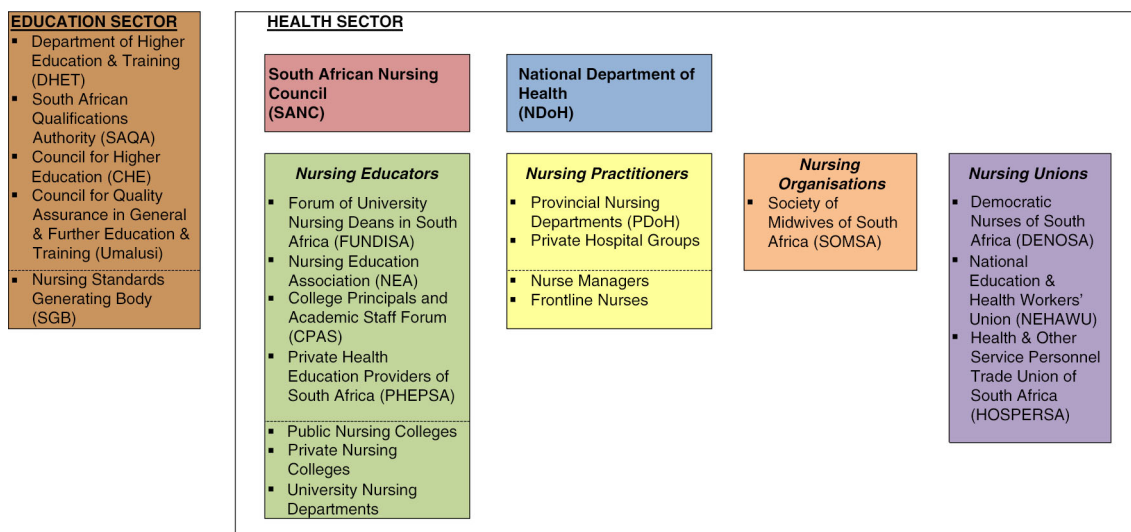 EDUCATION SECTOR
▪ Department of Higher
Education & Training
(DHET)
▪ South African
Qualifications
Authority (SAQA)
▪ Council for Higher
Education (CHE)
▪ Council for Quality
Assurance in General
& Further Education &
Training (Umalusi)
▪ Nursing Standards
Generating Body
(SGB)
HEALTH SECTOR
South African Nursing
Council
(SANC)
National Department of
Health
(NDoH)
Nursing Educators
▪ Forum of University
Nursing Deans in South
Africa (FUNDISA)
▪ Nursing Education
Association (NEA)
▪ College Principals and
Academic Staff Forum
(CPAS)
▪ Private Health
Education Providers of
South Africa (PHEPSA)
▪ Public Nursing Colleges
▪ Private Nursing
Colleges
▪ University Nursing
Departments
Nursing Practitioners
▪ Provincial Nursing
Departments (PDoH)
▪ Private Hospital Groups
▪ Nurse Managers
▪ Frontline Nurses
Nursing
Organisations
▪ Society of
Midwives of South
Africa (SOMSA)
Nursing Unions
▪ Democratic
Nurses of South
Africa (DENOSA)
▪ National
Education &
Health Workers’
Union (NEHAWU)
▪ Health & Other
Service Personnel
Trade Union of
South Africa
(HOSPERSA)